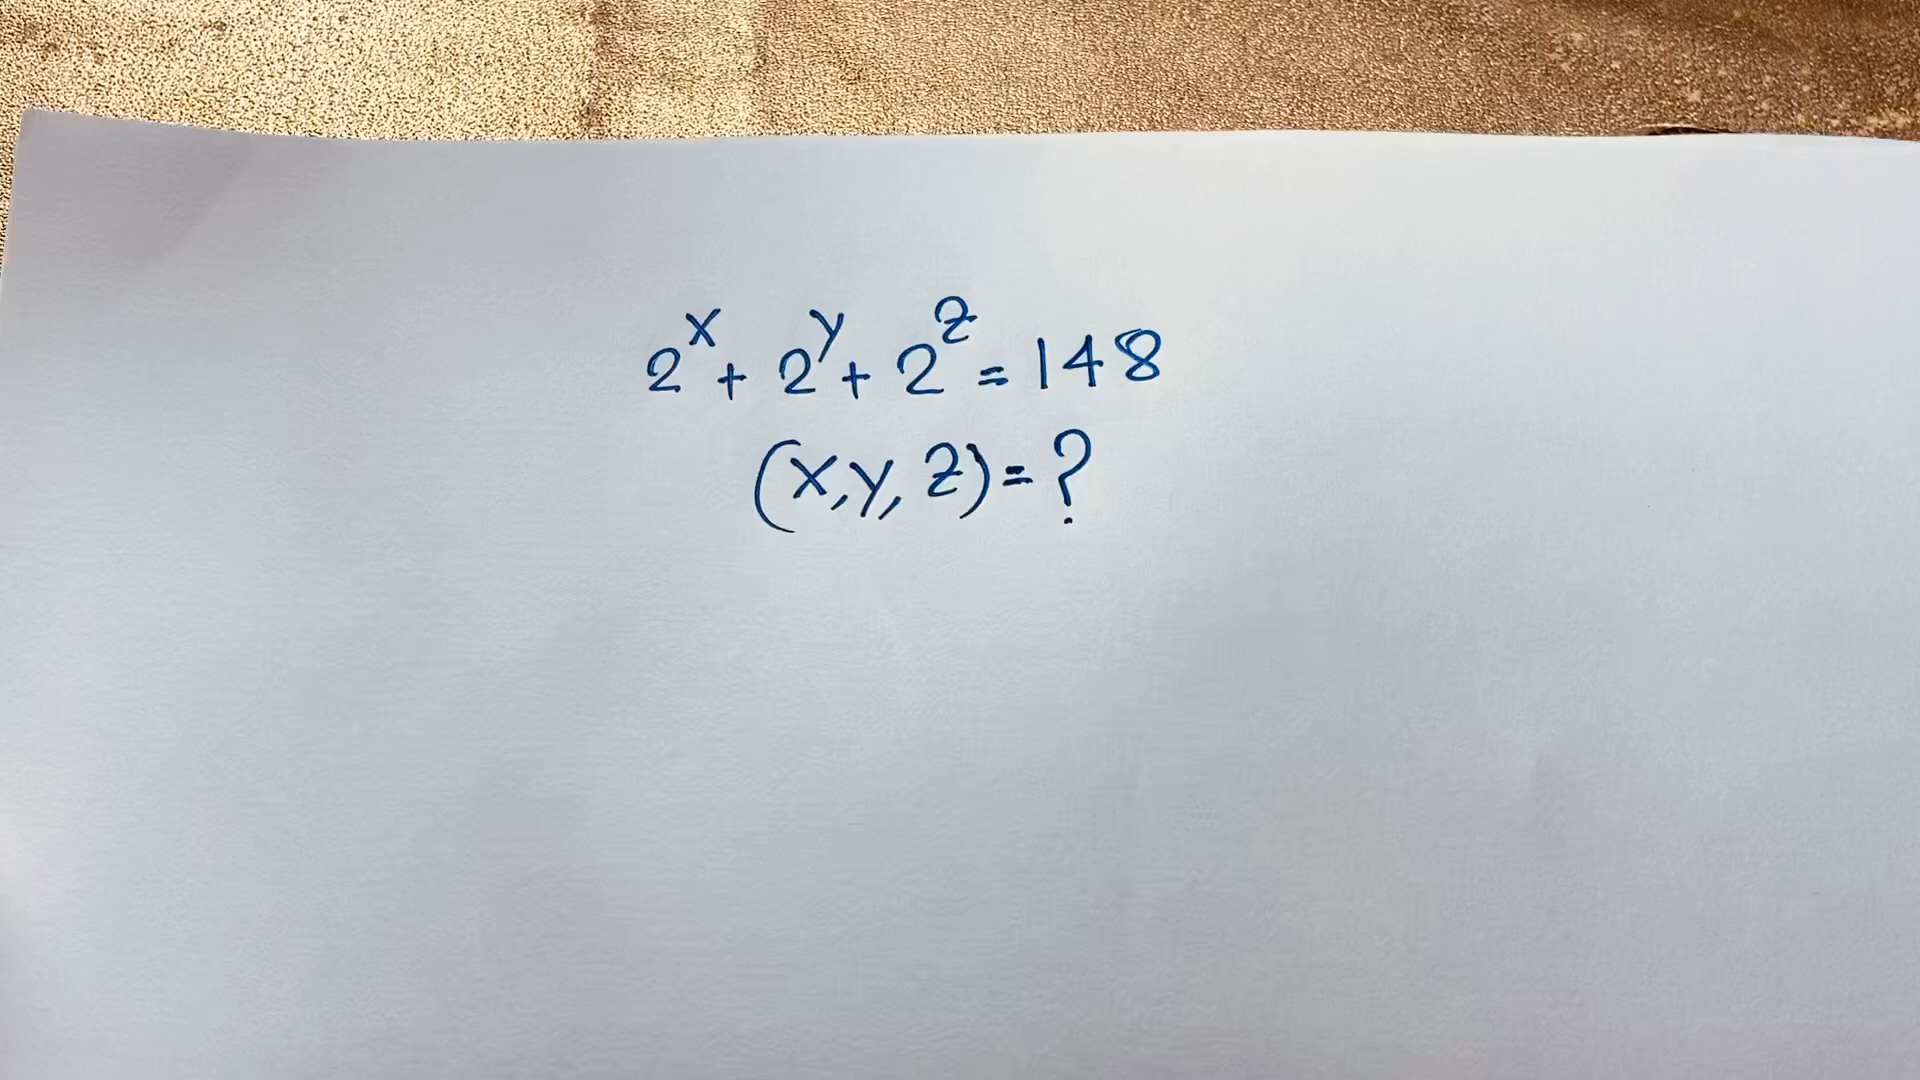 2^x + 2^y + 2^z = 148
(x, y, z) = ?